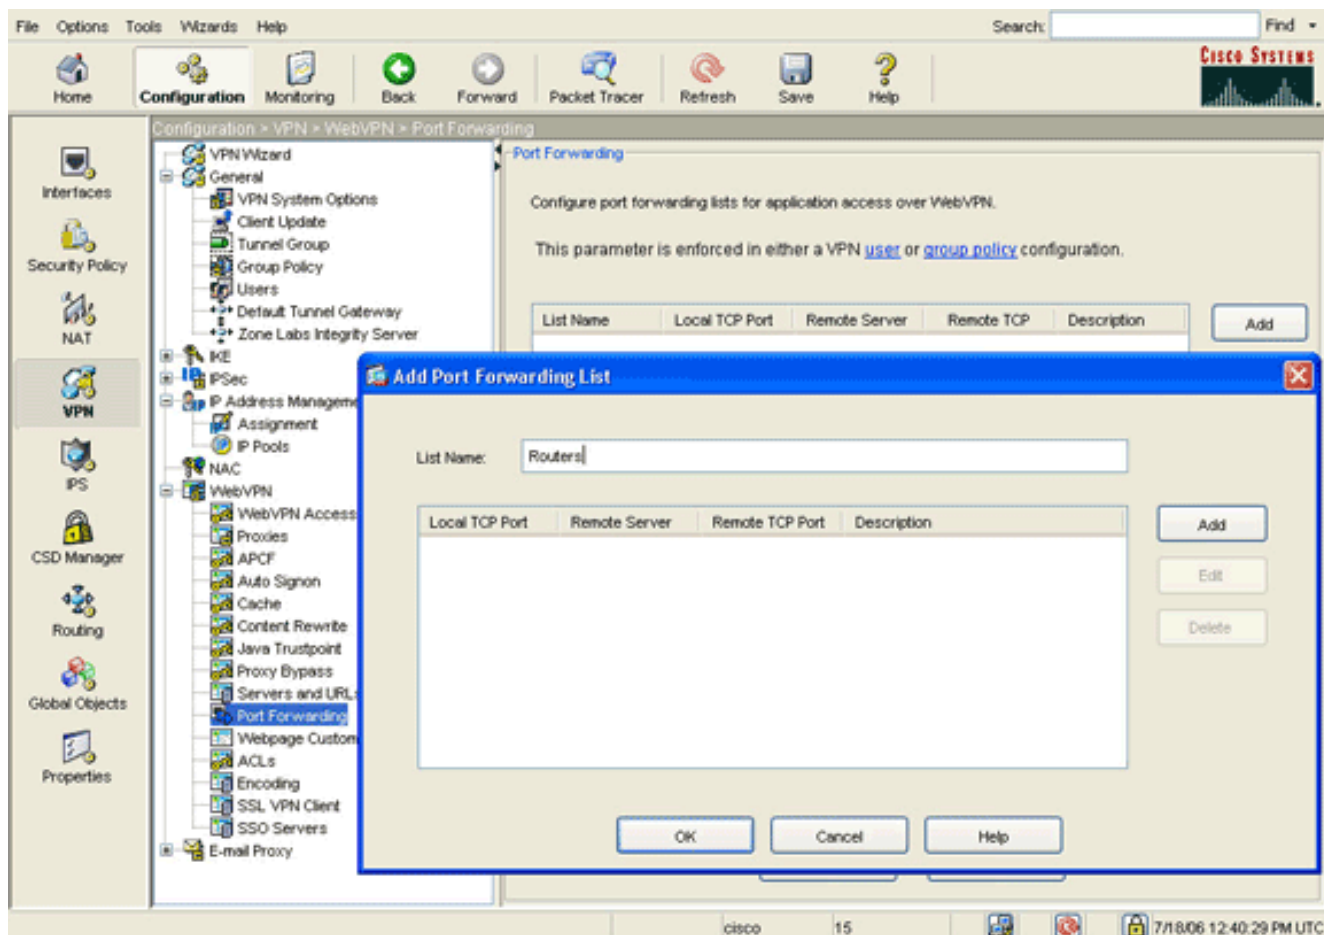 File Options Tools Wizards Help Search: Find
Home Configuration Monitoring Back Forward Packet Tracer Refresh Save Help
CISCO SYSTEMS
Configuration > VPN > WebVPN > Port Forwarding
Interfaces
Security Policy
NAT
VPN
IPS
CSD Manager
Routing
Global Objects
Properties
VPN Wizard
General
VPN System Options
Client Update
Tunnel Group
Group Policy
Users
Default Tunnel Gateway
Zone Labs Integrity Server
IKE
IPSec
IP Address Manageme
Assignment
IP Pools
NAC
WebVPN
WebVPN Access
Proxies
APCF
Auto Signon
Cache
Content Rewrite
Java Trustpoint
Proxy Bypass
Servers and URLs
Port Forwarding
Webpage Custom
ACLs
Encoding
SSL VPN Client
SSO Servers
E-mail Proxy
Port Forwarding
Configure port forwarding lists for application access over WebVPN.
This parameter is enforced in either a VPN user or group policy configuration.
List Name Local TCP Port Remote Server Remote TCP Description
Add
Add Port Forwarding List
List Name: Routers
Local TCP Port Remote Server Remote TCP Port Description
Add
Edit
Delete
OK Cancel Help
cisco 15 7/18/06 12:40:29 PM UTC